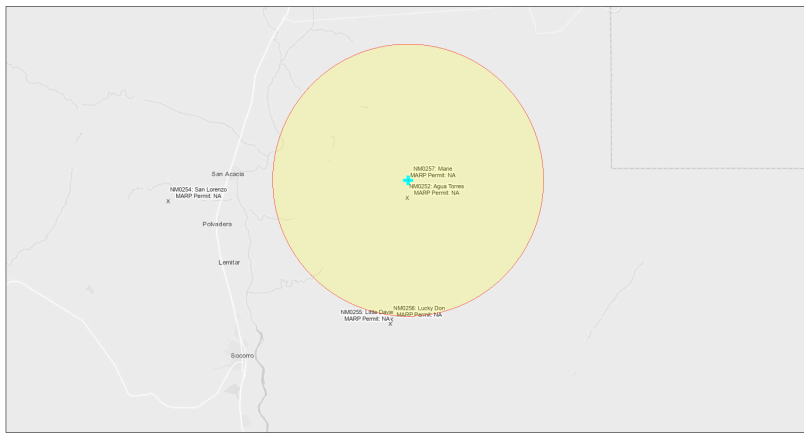 NM0257: Marie
MARP Permit: NA
San Acacia
NM0254: San Lorenzo
MARP Permit: NA
X
NM0252: Agua Torres
MARP Permit: NA
X
Polvadera
Lemitar
NM0256: Lucky Don
MARP Permit: NA
NM0255: Little Davie
MARP Permit: NA
X
X
Socorro